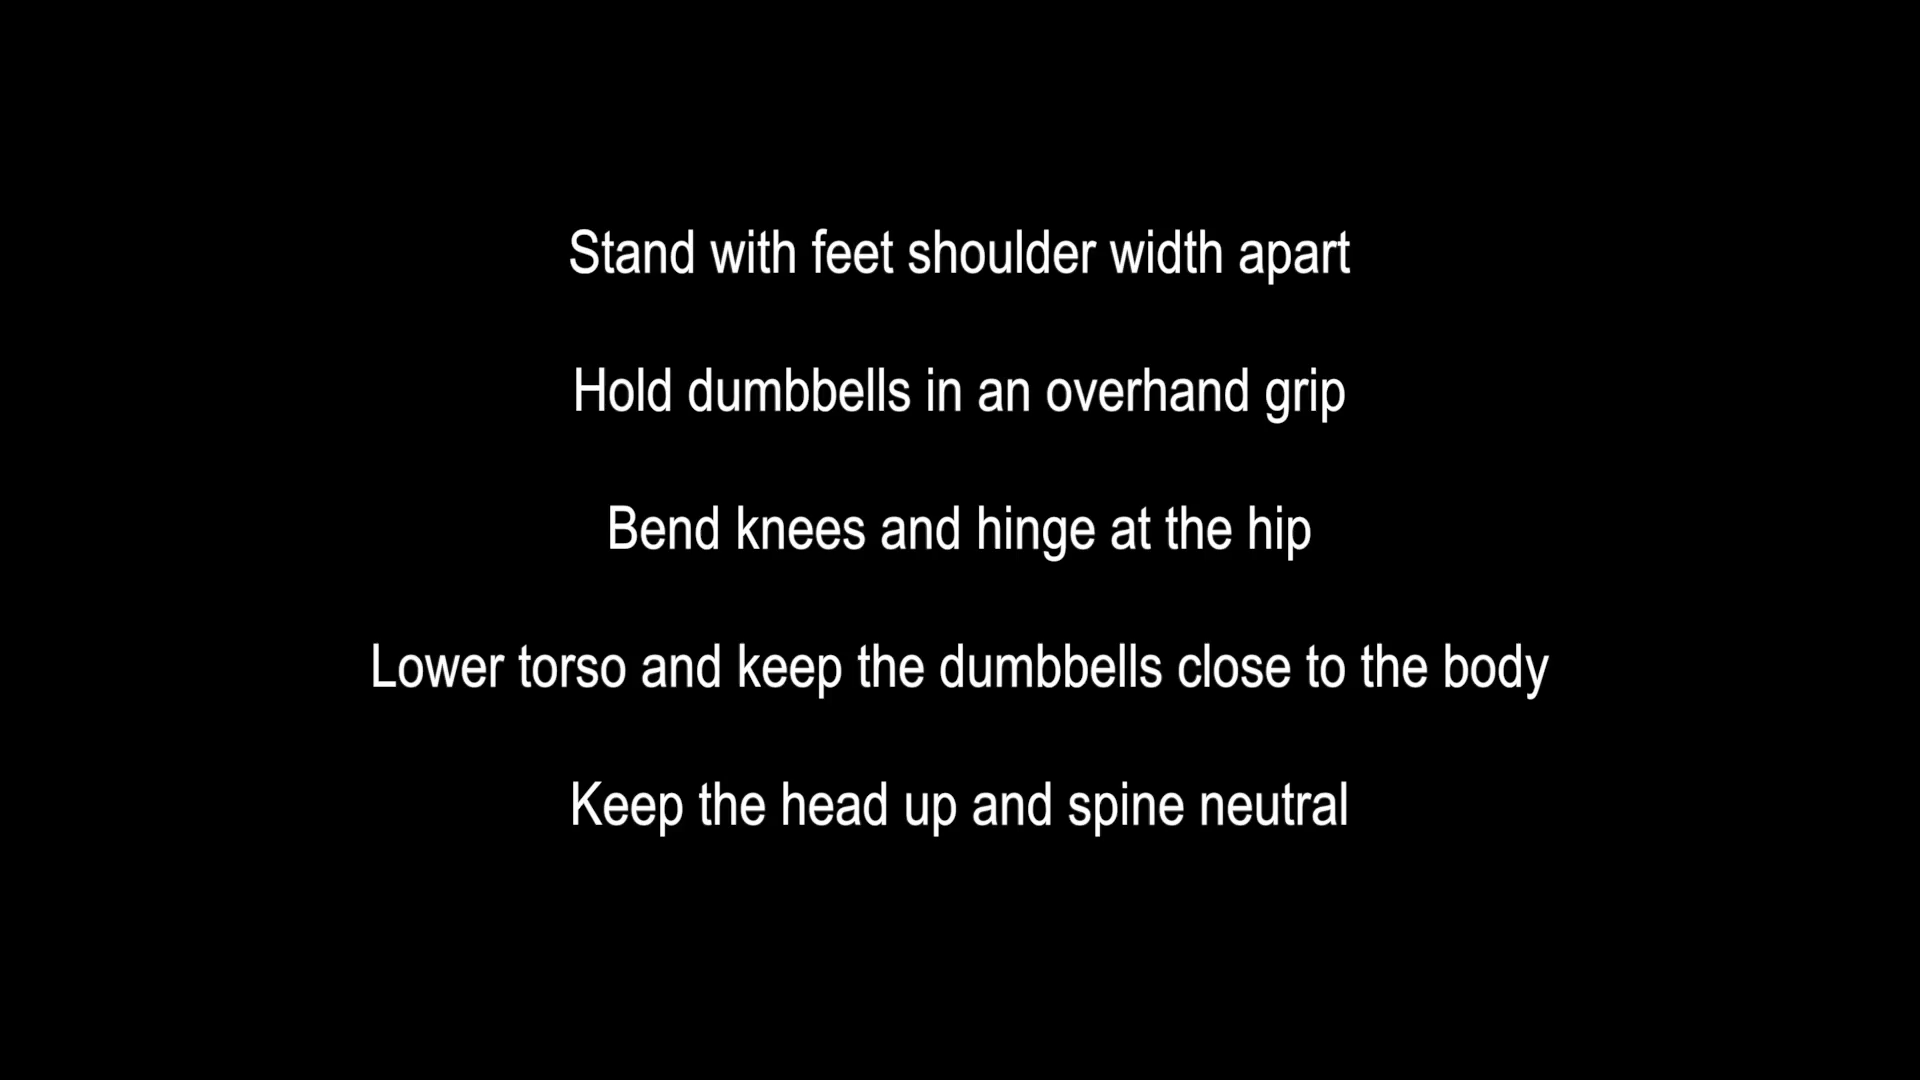 Stand with feet shoulder width apart
Hold dumbbells in an overhand grip
Bend knees and hinge at the hip
Lower torso and keep the dumbbells close to the body
Keep the head up and spine neutral